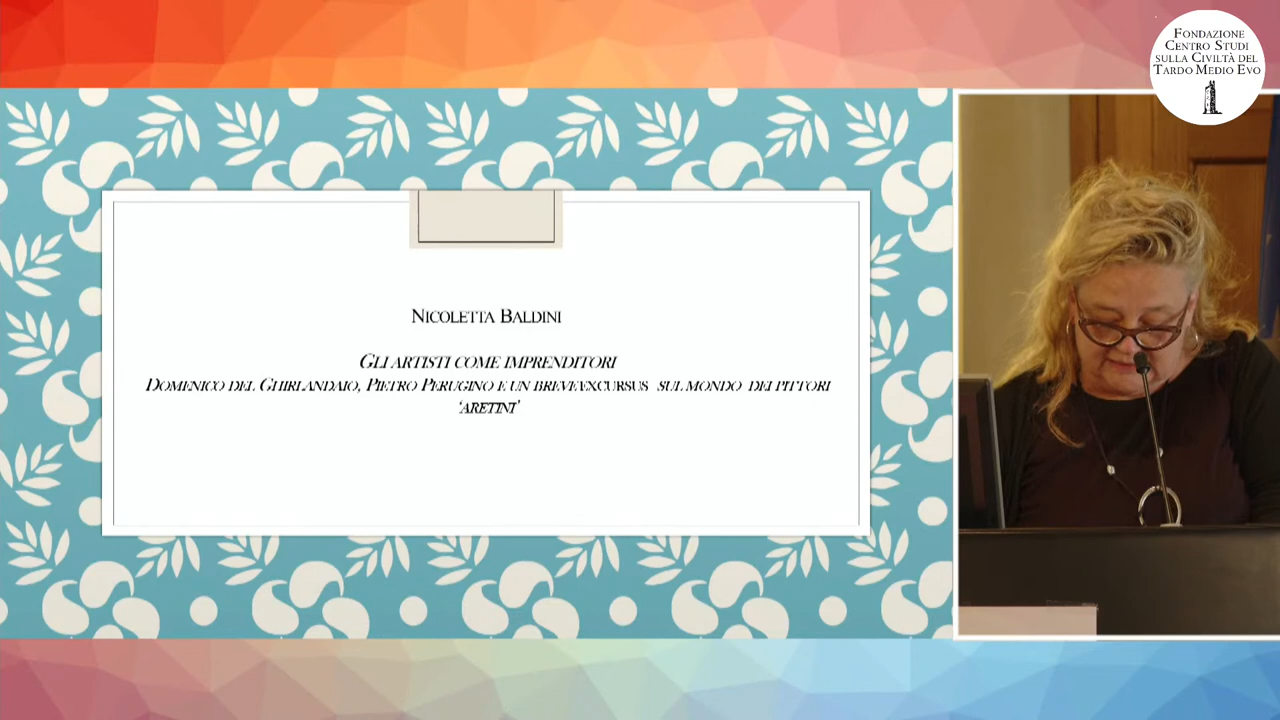 Fondazione
Centro Studi
sulla Civiltà del
Tardo Medio Evo
Nicoletta Baldini
Gli artisti come imprenditori
Domenico del Ghirlandaio, Pietro Perugino e un breve excursus sul mondo dei pittori
‘aretini’